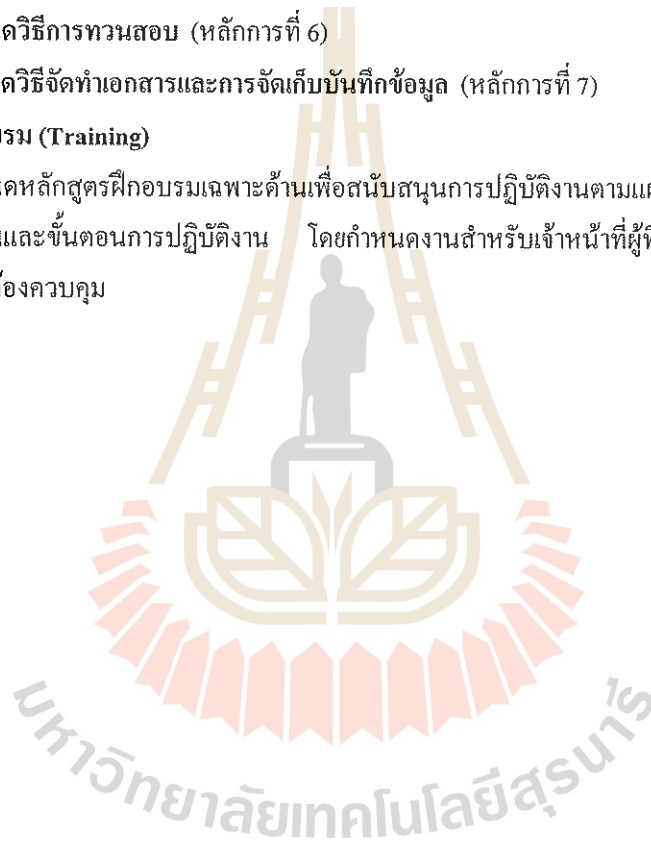 ดวิธีการทวนสอบ (หลักการที่ 6)
ดวิธีจัดทำเอกสารและการจัดเก็บบันทึกข้อมูล (หลักการที่ 7)
รม (Training)
ดหลักสูตรฝึกอบรมเฉพาะด้านเพื่อสนับสนุนการปฏิบัติงานตามแ
และขั้นตอนการปฏิบัติงาน โดยกำหนดงานสำหรับเจ้าหน้าที่ผู้
้องควบคุม
มหาวิทยาลัยเทคโนโลยีสุรนารี